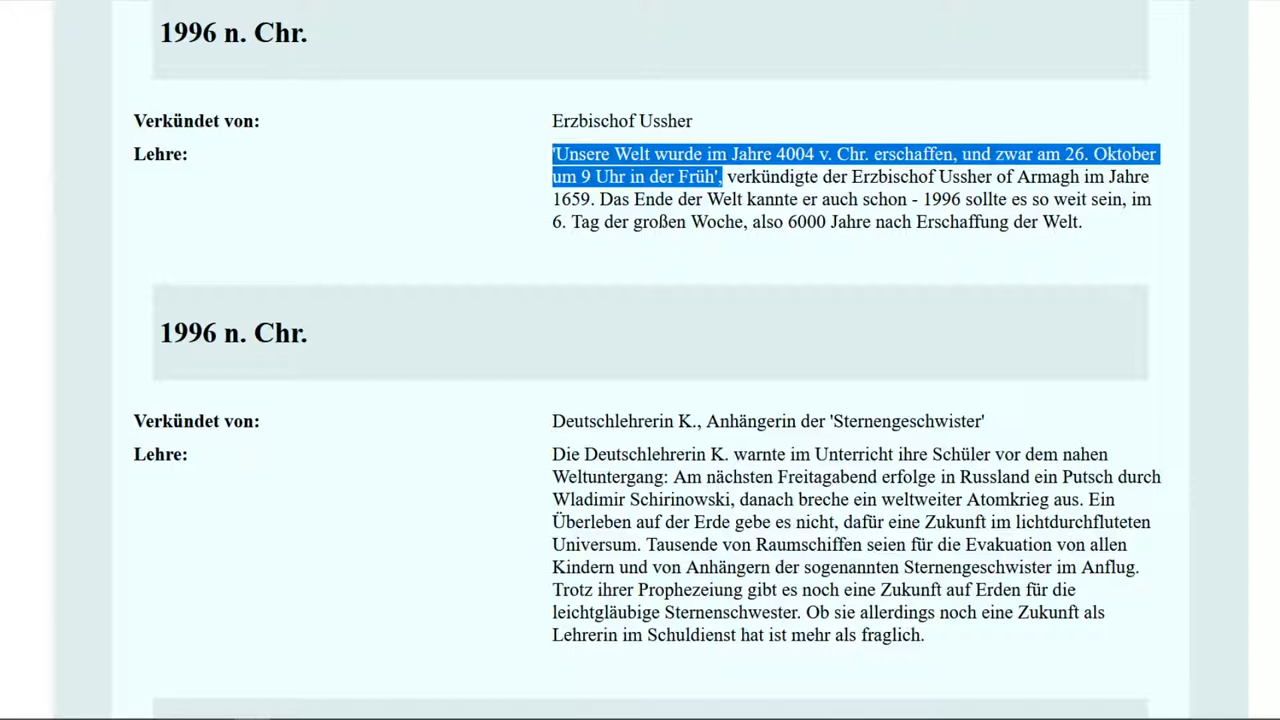 1996 n. Chr.
Verkündet von:
Erzbischof Ussher
Lehre:
'Unsere Welt wurde im Jahre 4004 v. Chr. erschaffen, und zwar am 26. Oktober
um 9 Uhr in der Früh', verkündigte der Erzbischof Ussher of Armagh im Jahre
1659. Das Ende der Welt kannte er auch schon - 1996 sollte es so weit sein, im
6. Tag der großen Woche, also 6000 Jahre nach Erschaffung der Welt.
1996 n. Chr.
Verkündet von:
Deutschlehrerin K., Anhängerin der 'Sternengeschwister'
Lehre:
Die Deutschlehrerin K. warnte im Unterricht ihre Schüler vor dem nahen
Weltuntergang: Am nächsten Freitagabend erfolge in Russland ein Putsch durch
Wladimir Schirinowski, danach breche ein weltweiter Atomkrieg aus. Ein
Überleben auf der Erde gebe es nicht, dafür eine Zukunft im lichtdurchfluteten
Universum. Tausende von Raumschiffen seien für die Evakuation von allen
Kindern und von Anhängern der sogenannten Sternengeschwister im Anflug.
Trotz ihrer Prophezeiung gibt es noch eine Zukunft auf Erden für die
leichtgläubige Sternenschwester. Ob sie allerdings noch eine Zukunft als
Lehrerin im Schuldienst hat ist mehr als fraglich.